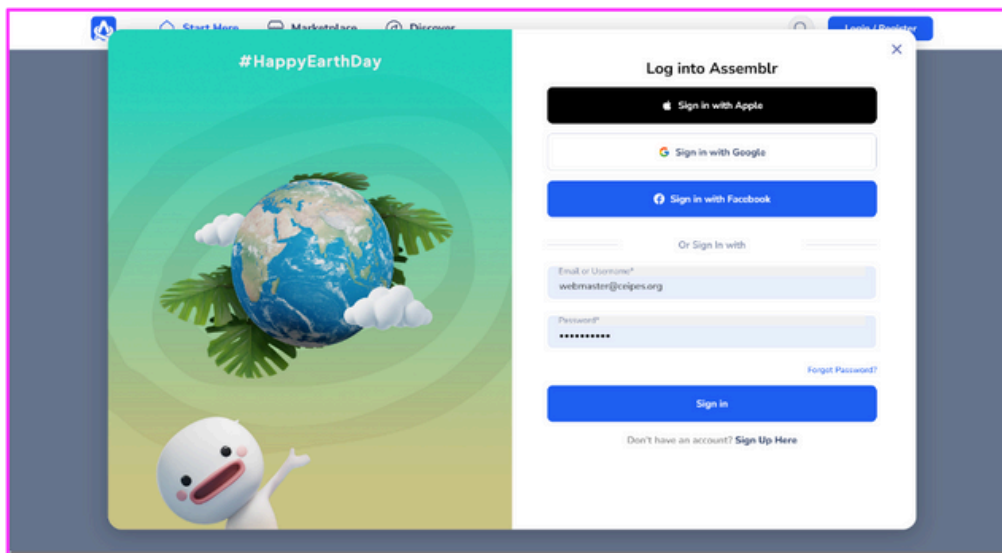 Start Here Marketplace Discover Login / Register
#HappyEarthDay
Log into Assemblr
Sign in with Apple
Sign in with Google
Sign in with Facebook
Or Sign In with
Email or Username*
webmaster@ceipes.org
Password*
••••••••••
Forgot Password?
Sign in
Don't have an account? Sign Up Here